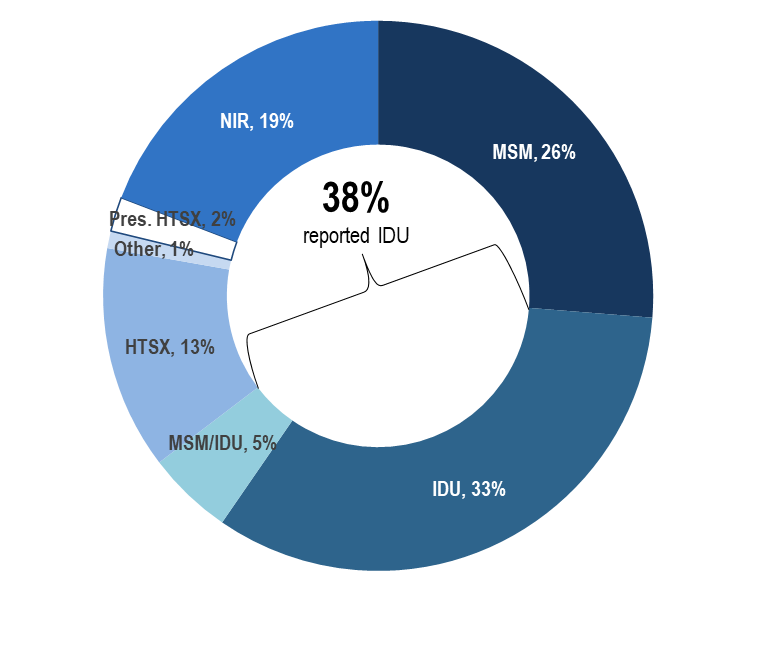 NIR, 19%
MSM, 26%
38%
reported IDU
Pres. HTSX, 2%
Other, 1%
HTSX, 13%
MSM/IDU, 5%
IDU, 33%